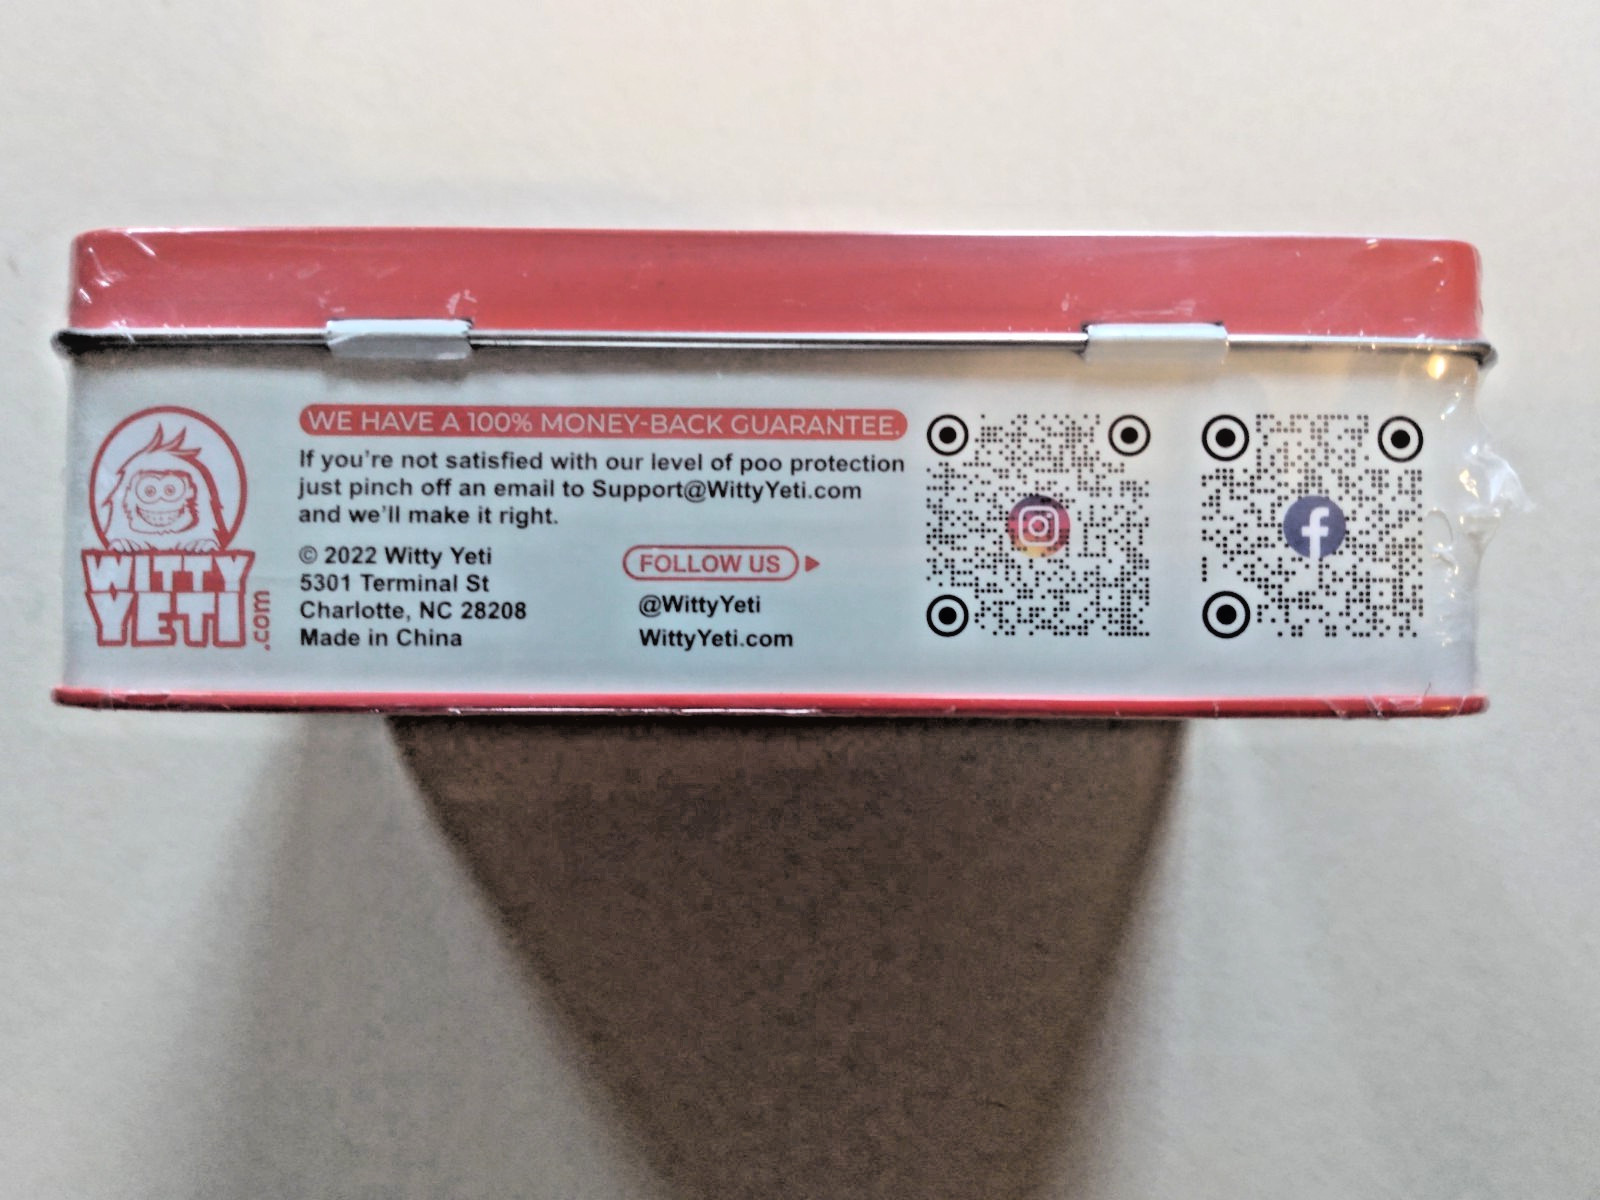 WITTY
YETI
.com
WE HAVE A 100% MONEY-BACK GUARANTEE.
If you're not satisfied with our level of poo protection
just pinch off an email to Support@WittyYeti.com
and we'll make it right.
© 2022 Witty Yeti
5301 Terminal St
Charlotte, NC 28208
Made in China
FOLLOW US
@WittyYeti
WittyYeti.com